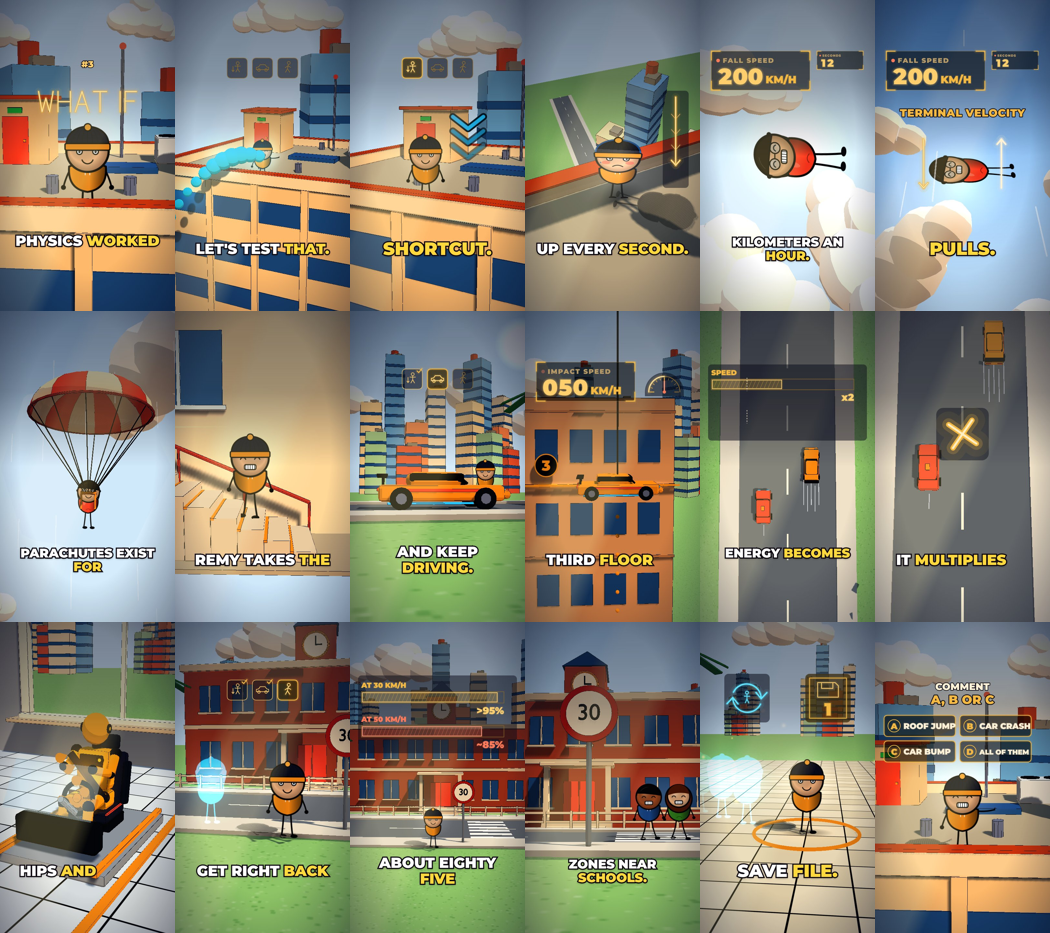 #3
WHAT IF
PHYSICS WORKED
LET'S TEST THAT.
SHORTCUT.
UP EVERY SECOND.
FALL SPEED
200 KM/H
SECONDS
12
KILOMETERS AN
HOUR.
FALL SPEED
200 KM/H
SECONDS
12
TERMINAL VELOCITY
PULLS.
PARACHUTES EXIST
FOR
REMY TAKES THE
AND KEEP
DRIVING.
IMPACT SPEED
050 KM/H
3
THIRD FLOOR
SPEED
x2
ENERGY BECOMES
IT MULTIPLIES
HIPS AND
30
GET RIGHT BACK
AT 30 KM/H
>95%
AT 50 KM/H
~85%
30
ABOUT EIGHTY
FIVE
30
ZONES NEAR
SCHOOLS.
1
SAVE FILE.
COMMENT
A, B OR C
A ROOF JUMP
B CAR CRASH
C CAR BUMP
D ALL OF THEM